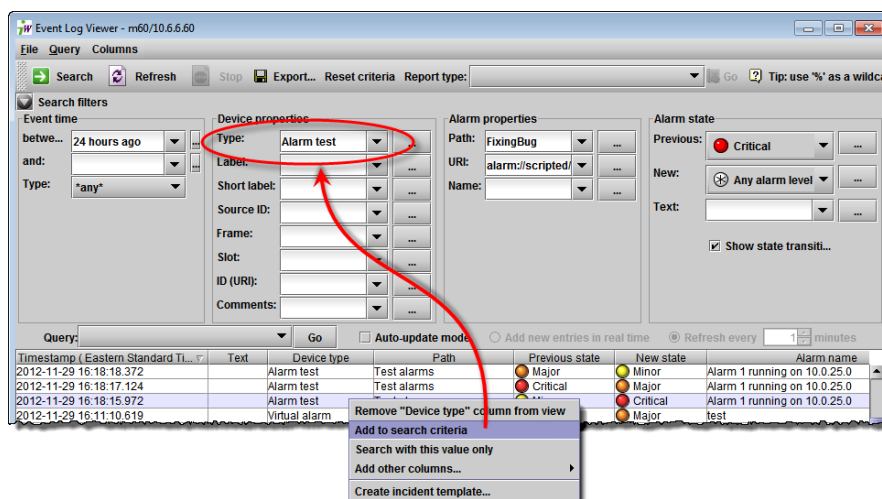 Event Log Viewer - m60/10.6.6.60
File Query Columns
Search Refresh Stop Export... Reset criteria Report type: Go Tip: use '%' as a wildca
Search filters
Event time Device properties Alarm properties Alarm state
betwe... 24 hours ago ... Type: Alarm test ... Path: FixingBug ... Previous: Critical ...
and: ... Label: ... URI: alarm://scripted/ ... New: Any alarm level ...
Type: *any* Short label: ... Name: ... Text: ...
Source ID: ... Show state transiti...
Frame: ...
Slot: ...
ID (URI): ...
Comments: ...
Query: Go Auto-update mode Add new entries in real time Refresh every 1 minutes
Timestamp ( Eastern Standard Ti... Text Device type Path Previous state New state Alarm name
2012-11-29 16:18:18.372 Alarm test Test alarms Major Minor Alarm 1 running on 10.0.25.0
2012-11-29 16:18:17.124 Alarm test Test alarms Critical Major Alarm 1 running on 10.0.25.0
2012-11-29 16:18:15.972 Alarm test Critical Alarm 1 running on 10.0.25.0
2012-11-29 16:11:10.619 Virtual alarm Major test
Remove "Device type" column from view
Add to search criteria
Search with this value only
Add other columns...
Create incident template...